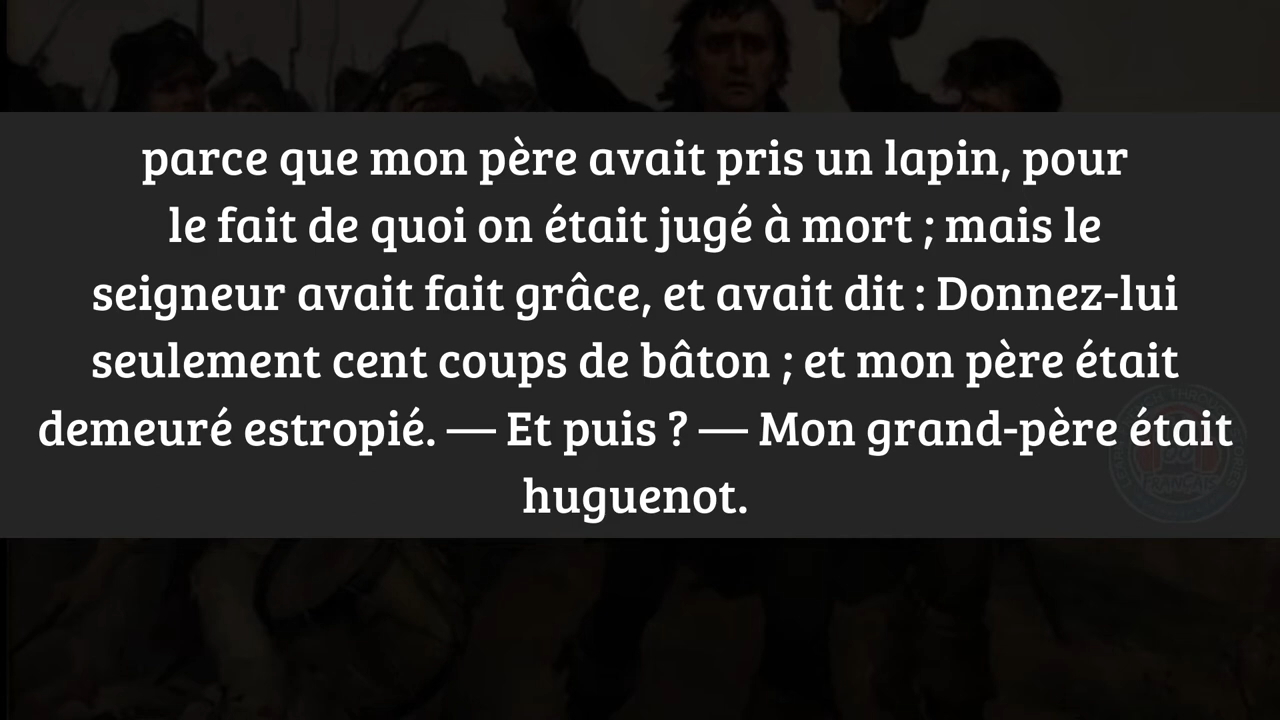 parce que mon père avait pris un lapin, pour
le fait de quoi on était jugé à mort ; mais le
seigneur avait fait grâce, et avait dit : Donnez-lui
seulement cent coups de bâton ; et mon père était
demeuré estropié. — Et puis ? — Mon grand-père était
huguenot.
FRANÇAIS